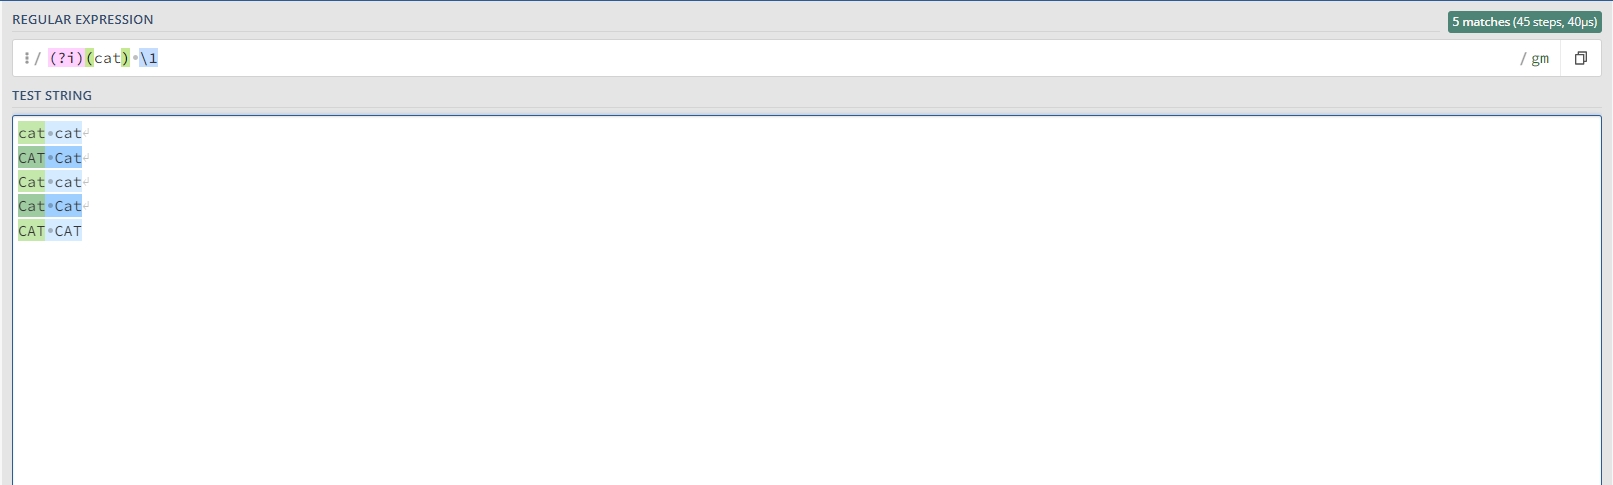 REGULAR EXPRESSION
5 matches (45 steps, 40μs)
/ (?i)(cat)·\1 / gm
TEST STRING
cat·cat
CAT·Cat
Cat·cat
Cat·Cat
CAT·CAT